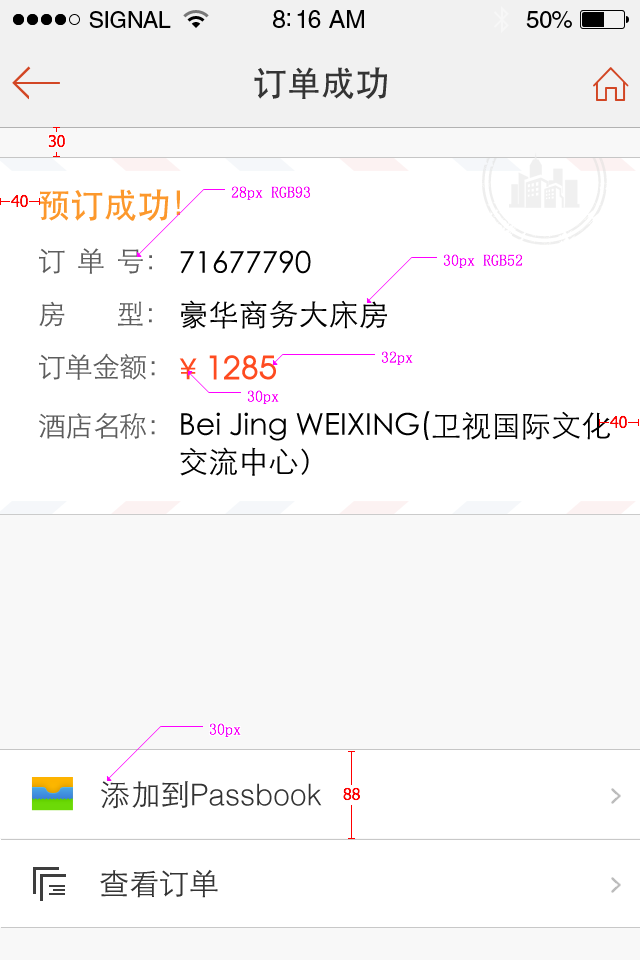 SIGNAL 8:16 AM 50%
订单成功
30
40
预订成功!
28px RGB93
订单号: 71677790
30px RGB52
房型: 豪华商务大床房
订单金额: ¥ 1285
32px
30px
酒店名称: Bei Jing WEIXING(卫视国际文化
40
交流中心)
30px
添加到Passbook
88
查看订单